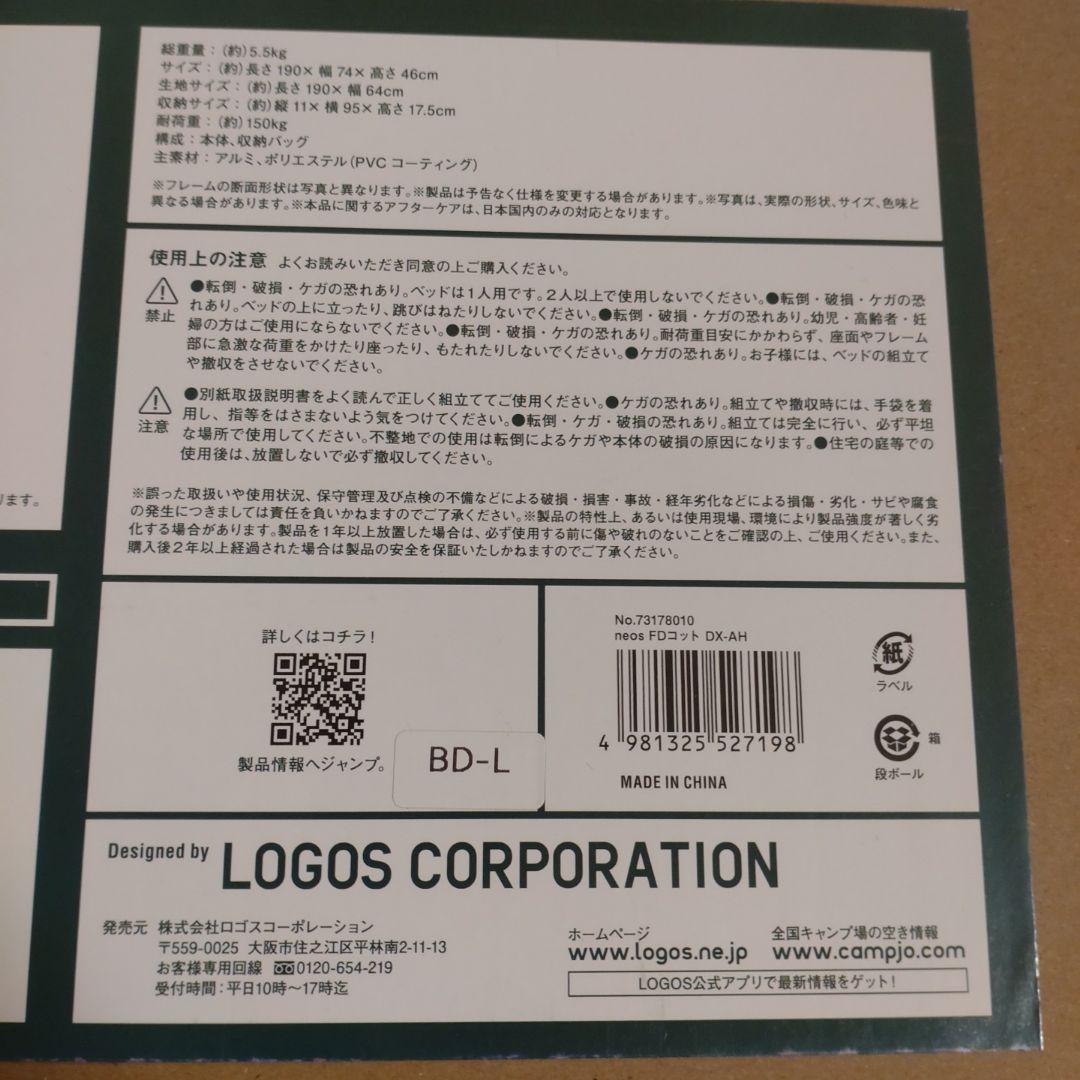 総重量：(約)5.5kg
サイズ：(約)長さ190×幅74×高さ46cm
生地サイズ：(約)長さ190×幅64cm
収納サイズ：(約)縦11×横95×高さ17.5cm
耐荷重：(約)150kg
構成：本体、収納バッグ
主素材：アルミ、ポリエステル(PVCコーティング)
※フレームの断面形状は写真と異なります。※製品は予告なく仕様を変更する場合があります。※写真は、実際の形状、サイズ、色味と
異なる場合があります。※本品に関するアフターケアは、日本国内のみの対応となります。
使用上の注意 よくお読みいただき同意の上ご購入ください。
禁止
●転倒・破損・ケガの恐れあり。ベッドは1人用です。2人以上で使用しないでください。●転倒・破損・ケガの恐
れあり。ベッドの上に立ったり、跳びはねたりしないでください。●転倒・破損・ケガの恐れあり。幼児・高齢者・妊
婦の方はご使用にならないでください。●転倒・破損・ケガの恐れあり。耐荷重目安にかかわらず、座面やフレーム
部に急激な荷重をかけたり座ったり、もたれたりしないでください。●ケガの恐れあり。お子様には、ベッドの組立て
や撤収をさせないでください。
注意
●別紙取扱説明書をよく読んで正しく組立ててご使用ください。●ケガの恐れあり。組立てや撤収時には、手袋を着
用し、指等をはさまないよう気をつけてください。●転倒・ケガ・破損の恐れあり。組立ては完全に行い、必ず平坦
な場所で使用してください。不整地での使用は転倒によるケガや本体の破損の原因になります。●住宅の庭等での
使用後は、放置しないで必ず撤収してください。
※誤った取扱いや使用状況、保守管理及び点検の不備などによる破損・損害・事故・経年劣化などによる損傷・劣化・サビや腐食
の発生につきましては責任を負いかねますのでご了承ください。※製品の特性上、あるいは使用現場、環境により製品強度が著しく劣
化する場合があります。製品を1年以上放置した場合は、必ず使用する前に傷や破れのないことをご確認の上、ご使用ください。また、
購入後2年以上経過された場合は製品の安全を保証いたしかねますのでご了承ください。
ります。
詳しくはコチラ！
製品情報へジャンプ。
BD-L
No.73178010
neos FDコット DX-AH
4 981325 527198
MADE IN CHINA
紙
ラベル
箱
段ボール
Designed by LOGOS CORPORATION
発売元 株式会社ロゴスコーポレーション
〒559-0025 大阪市住之江区平林南2-11-13
お客様専用回線 0120-654-219
受付時間：平日10時〜17時迄
ホームページ
www.logos.ne.jp
全国キャンプ場の空き情報
www.campjo.com
LOGOS公式アプリで最新情報をゲット！